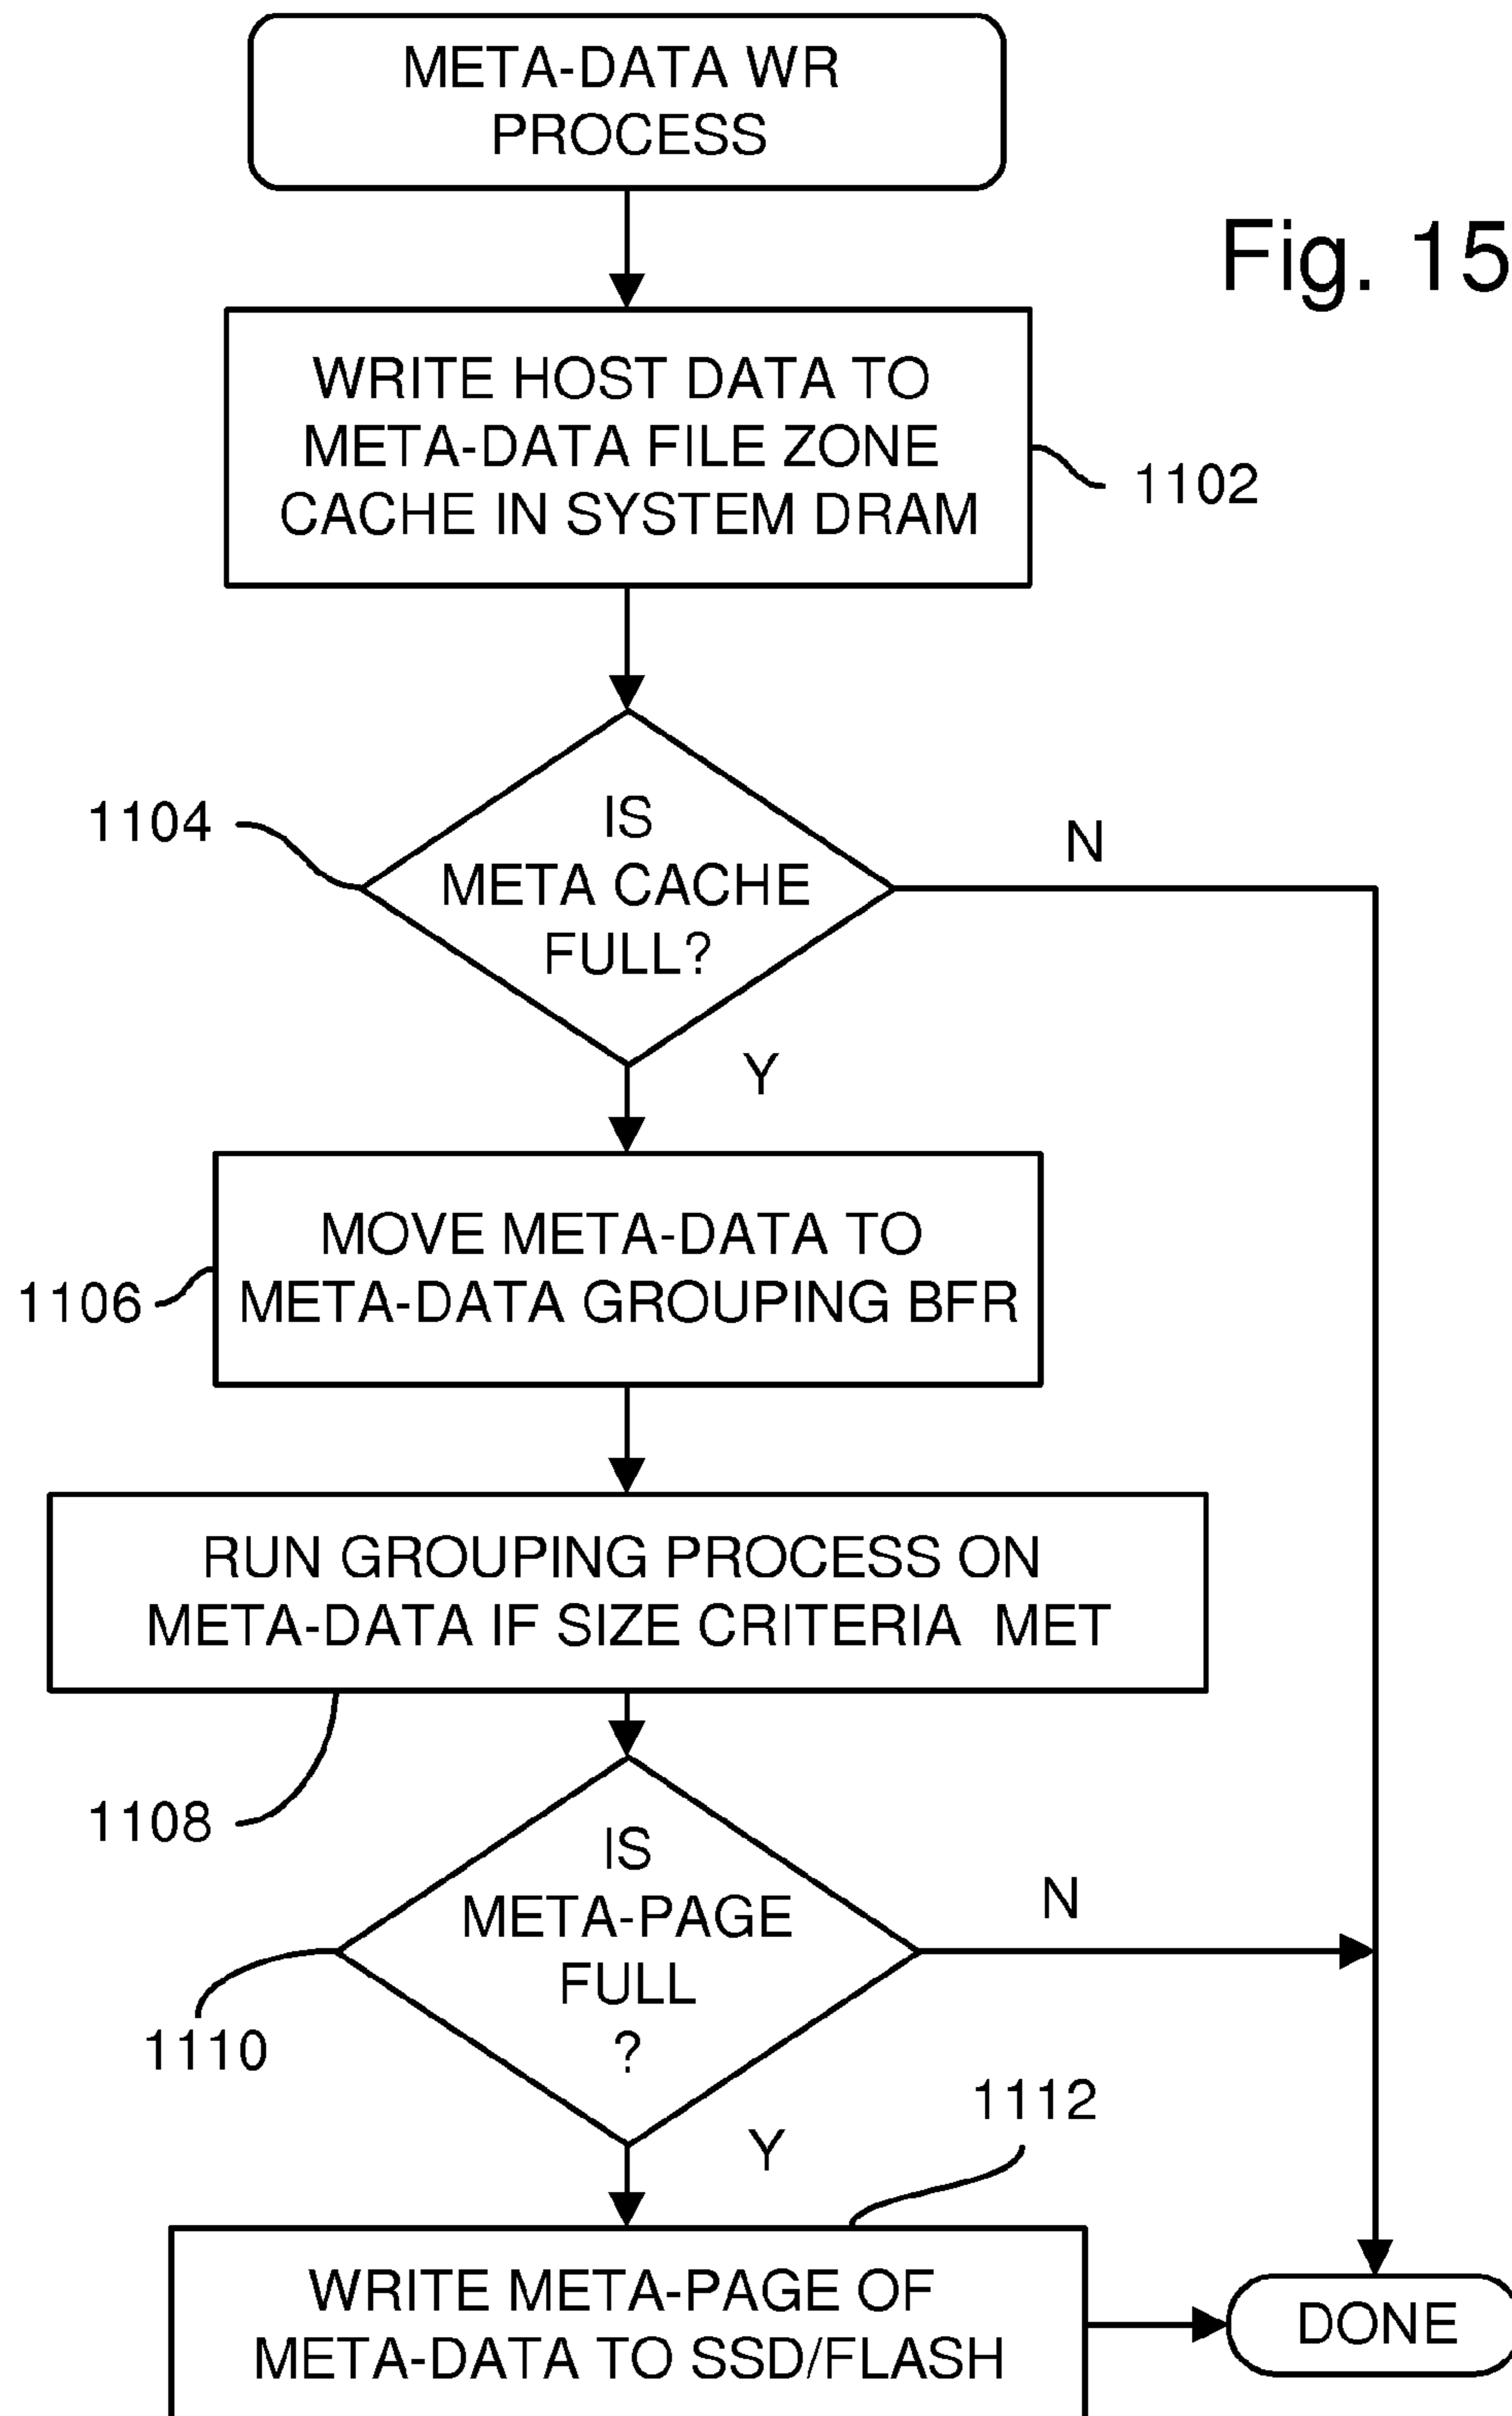 META-DATA WR
PROCESS
Fig. 15
WRITE HOST DATA TO
META-DATA FILE ZONE
CACHE IN SYSTEM DRAM
1102
1104
IS
META CACHE
FULL?
N
Y
MOVE META-DATA TO
META-DATA GROUPING BFR
1106
RUN GROUPING PROCESS ON
META-DATA IF SIZE CRITERIA MET
1108
IS
META-PAGE
FULL
?
N
1110
1112
Y
WRITE META-PAGE OF
META-DATA TO SSD/FLASH
DONE